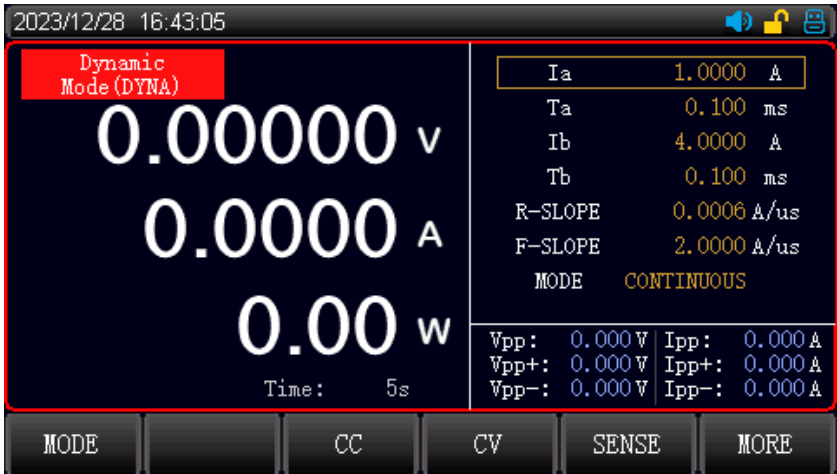 2023/12/28 16:43:05
Dynamic
Mode(DYNA)
0.00000 V
0.0000 A
0.00 W
Time: 5s
Ia 1.0000 A
Ta 0.100 ms
Ib 4.0000 A
Tb 0.100 ms
R-SLOPE 0.0006 A/us
F-SLOPE 2.0000 A/us
MODE CONTINUOUS
Vpp: 0.000 V Ipp: 0.000 A
Vpp+: 0.000 V Ipp+: 0.000 A
Vpp-: 0.000 V Ipp-: 0.000 A
MODE CC CV SENSE MORE